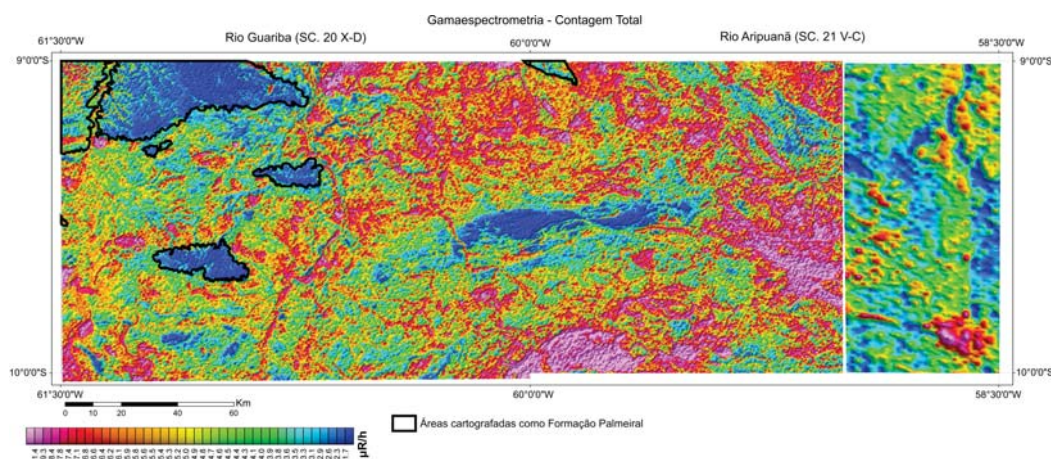 Gamaespectrometria - Contagem Total
Rio Guariba (SC. 20 X-D) Rio Aripuanã (SC. 21 V-C)
61°30'0"W 60°0'0"W 58°30'0"W
9°0'0"S 9°0'0"S
10°0'0"S 10°0'0"S
61°30'0"W 60°0'0"W 58°30'0"W
Km
0 10 20 40 60
Áreas cartografadas como Formação Palmeiral
µR/h